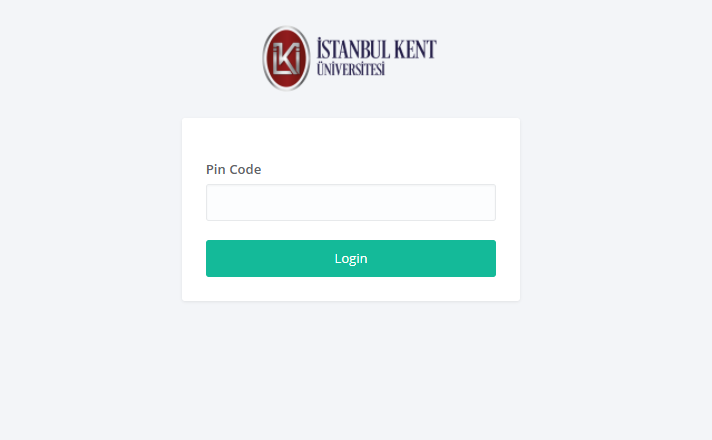 İSTANBUL KENT
ÜNİVERSİTESİ
Pin Code
Login